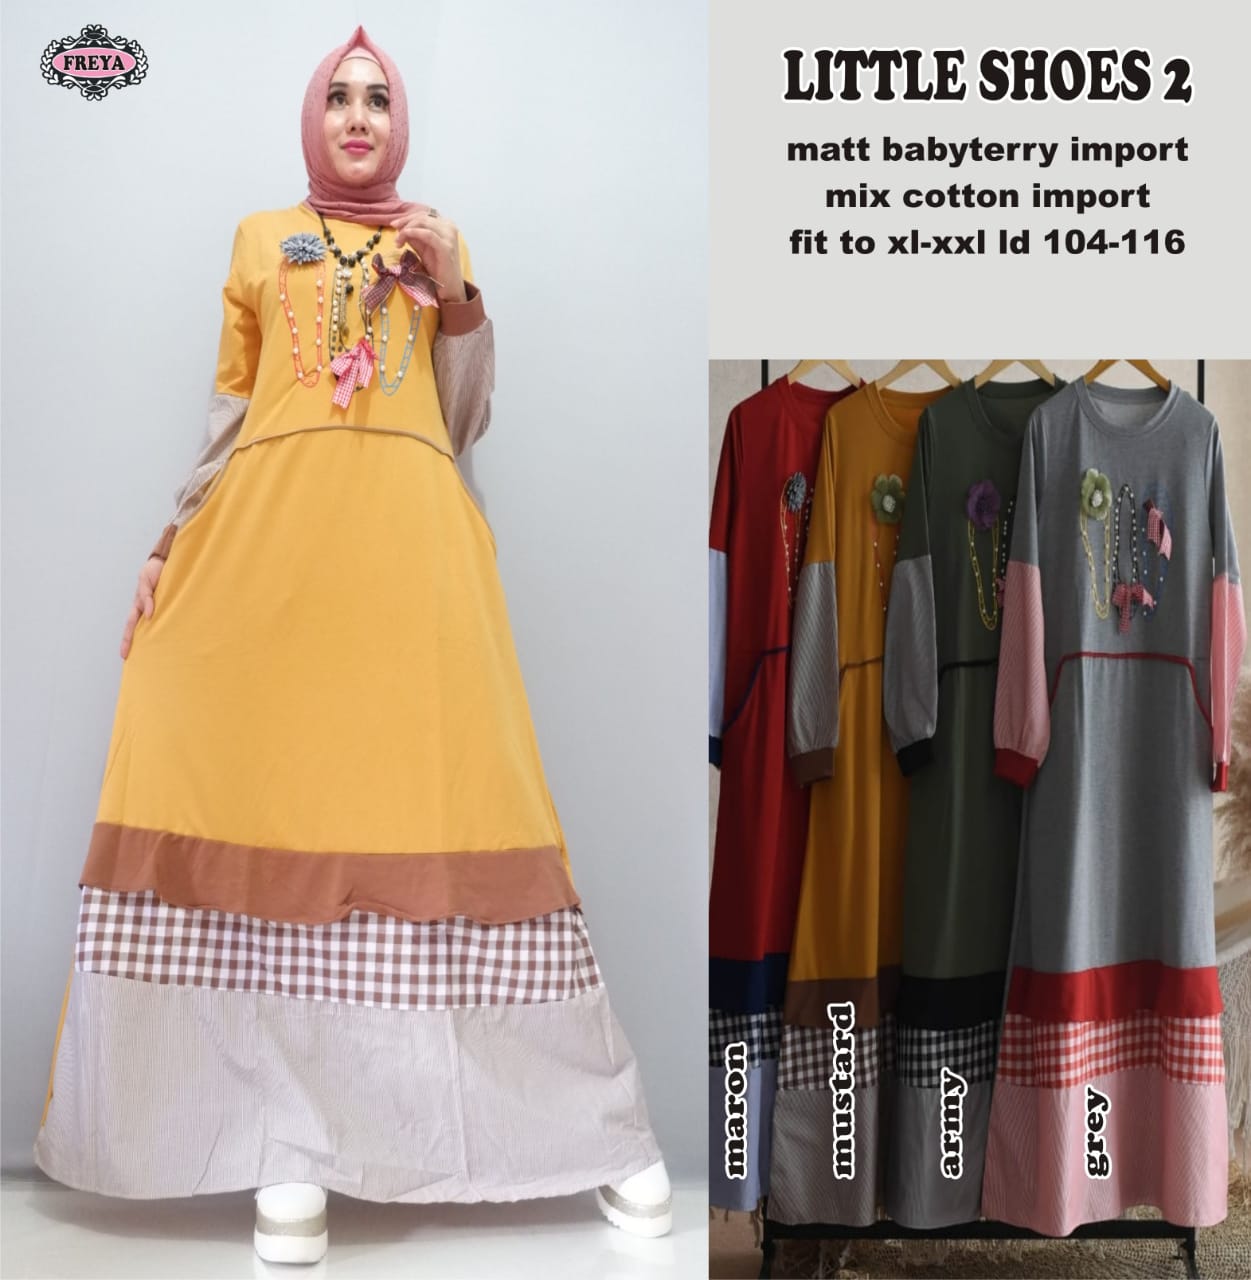 FREYA
LITTLE SHOES 2
matt babyterry import
mix cotton import
fit to xl-xxl ld 104-116
maron
mustard
army
grey